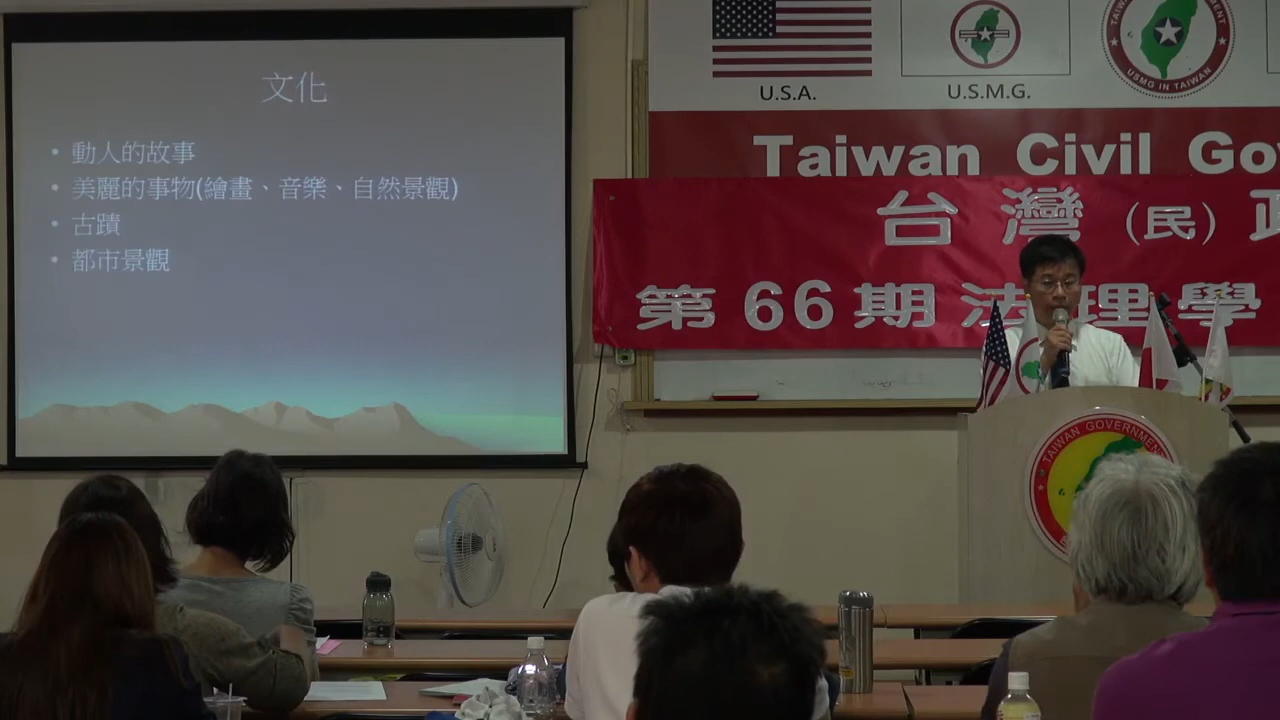 文化
• 動人的故事
• 美麗的事物(繪畫、音樂、自然景觀)
• 古蹟
• 都市景觀
U.S.A.
U.S.M.G.
USMG IN TAIWAN
Taiwan Civil Go
台灣（民）政
第66期法理學
TAIWAN GOVERNMENT